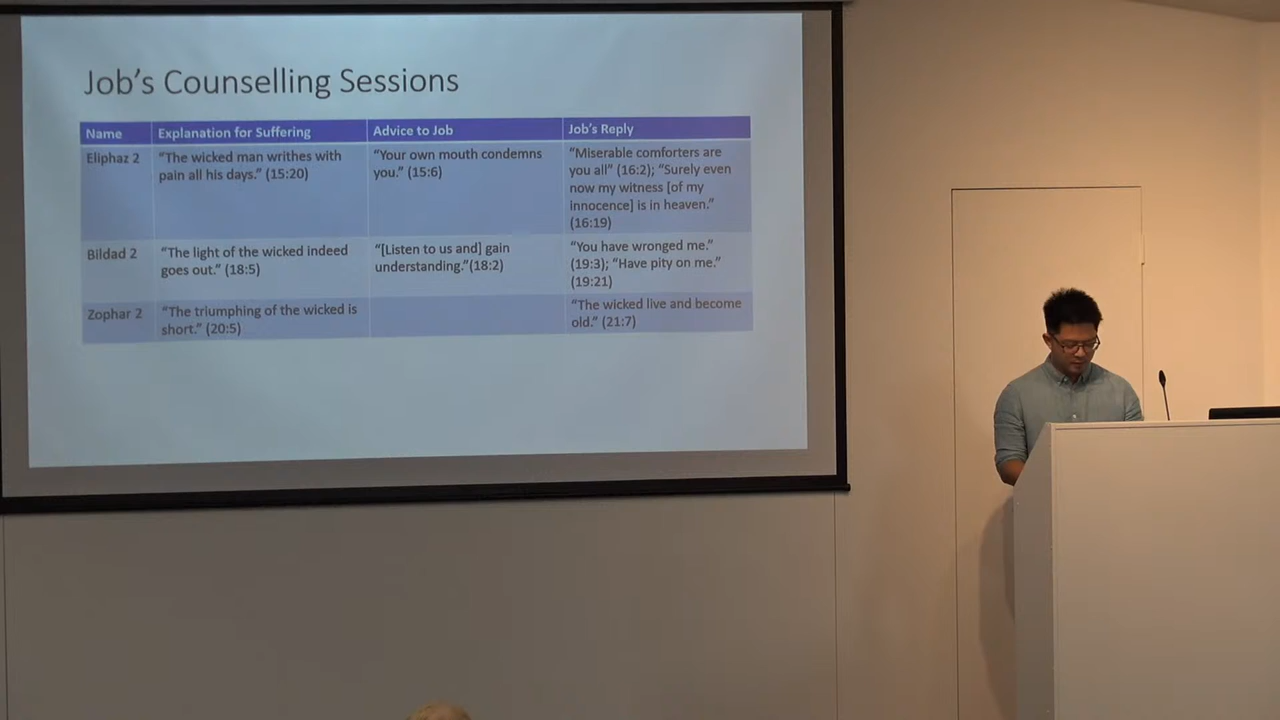 Job's Counselling Sessions
Name Explanation for Suffering Advice to Job Job's Reply
Eliphaz 2
"The wicked man writhes with
pain all his days." (15:20)
"Your own mouth condemns
you." (15:6)
"Miserable comforters are
you all" (16:2); "Surely even
now my witness [of my
innocence] is in heaven."
(16:19)
Bildad 2
"The light of the wicked indeed
goes out." (18:5)
"[Listen to us and] gain
understanding."(18:2)
"You have wronged me."
(19:3); "Have pity on me."
(19:21)
Zophar 2
"The triumphing of the wicked is
short." (20:5)
"The wicked live and become
old." (21:7)